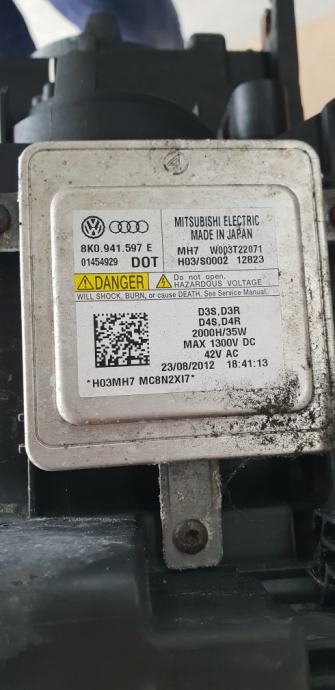 MITSUBISHI ELECTRIC
MADE IN JAPAN
8K0.941.597 E
MH7 W003T22071
01454929 DOT
H03/S0002 12823
DANGER
Do not open.
HAZARDOUS VOLTAGE
WILL SHOCK, BURN, or cause DEATH. See Service Manual.
D3S,D3R
D4S,D4R
2000H/35W
MAX 1300V DC
42V AC
23/08/2012 18:41:13
*H03MH7 MC8N2XI7*